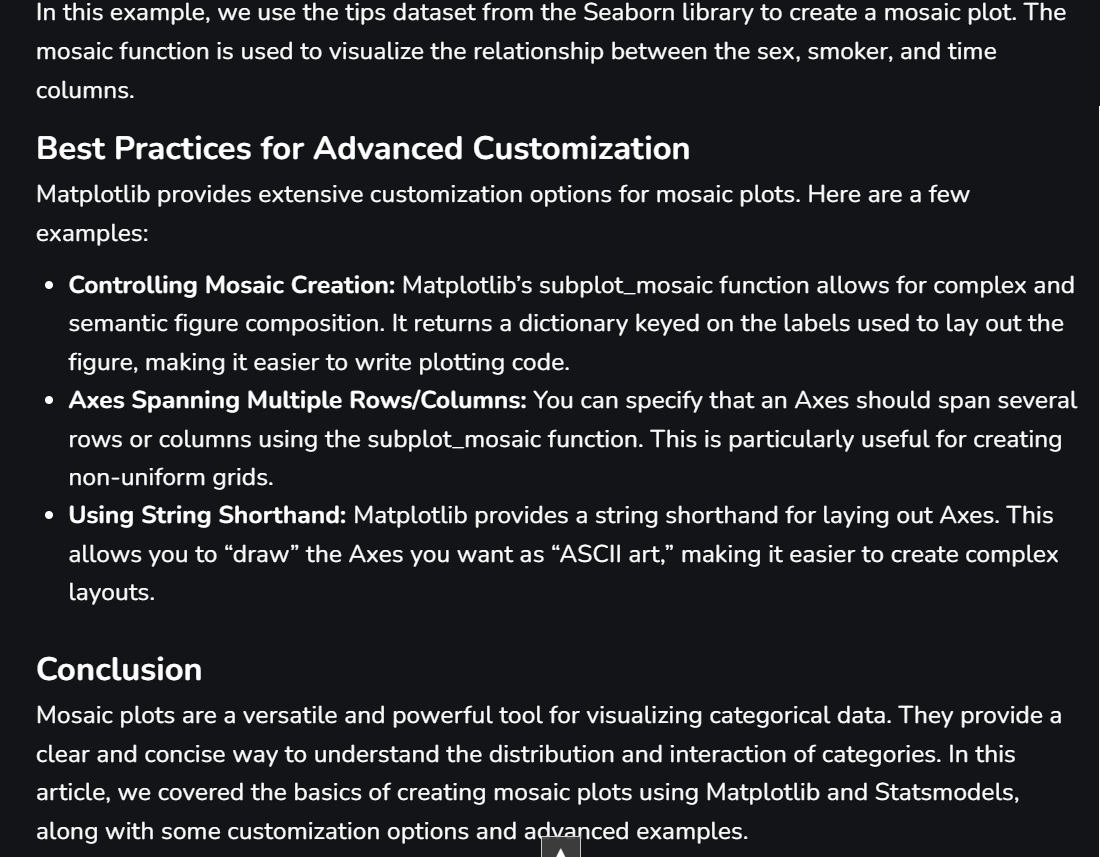 In this example, we use the tips dataset from the Seaborn library to create a mosaic plot. The
mosaic function is used to visualize the relationship between the sex, smoker, and time
columns.
Best Practices for Advanced Customization
Matplotlib provides extensive customization options for mosaic plots. Here are a few
examples:
• Controlling Mosaic Creation: Matplotlib’s subplot_mosaic function allows for complex and
semantic figure composition. It returns a dictionary keyed on the labels used to lay out the
figure, making it easier to write plotting code.
• Axes Spanning Multiple Rows/Columns: You can specify that an Axes should span several
rows or columns using the subplot_mosaic function. This is particularly useful for creating
non-uniform grids.
• Using String Shorthand: Matplotlib provides a string shorthand for laying out Axes. This
allows you to “draw” the Axes you want as “ASCII art,” making it easier to create complex
layouts.
Conclusion
Mosaic plots are a versatile and powerful tool for visualizing categorical data. They provide a
clear and concise way to understand the distribution and interaction of categories. In this
article, we covered the basics of creating mosaic plots using Matplotlib and Statsmodels,
along with some customization options and advanced examples.